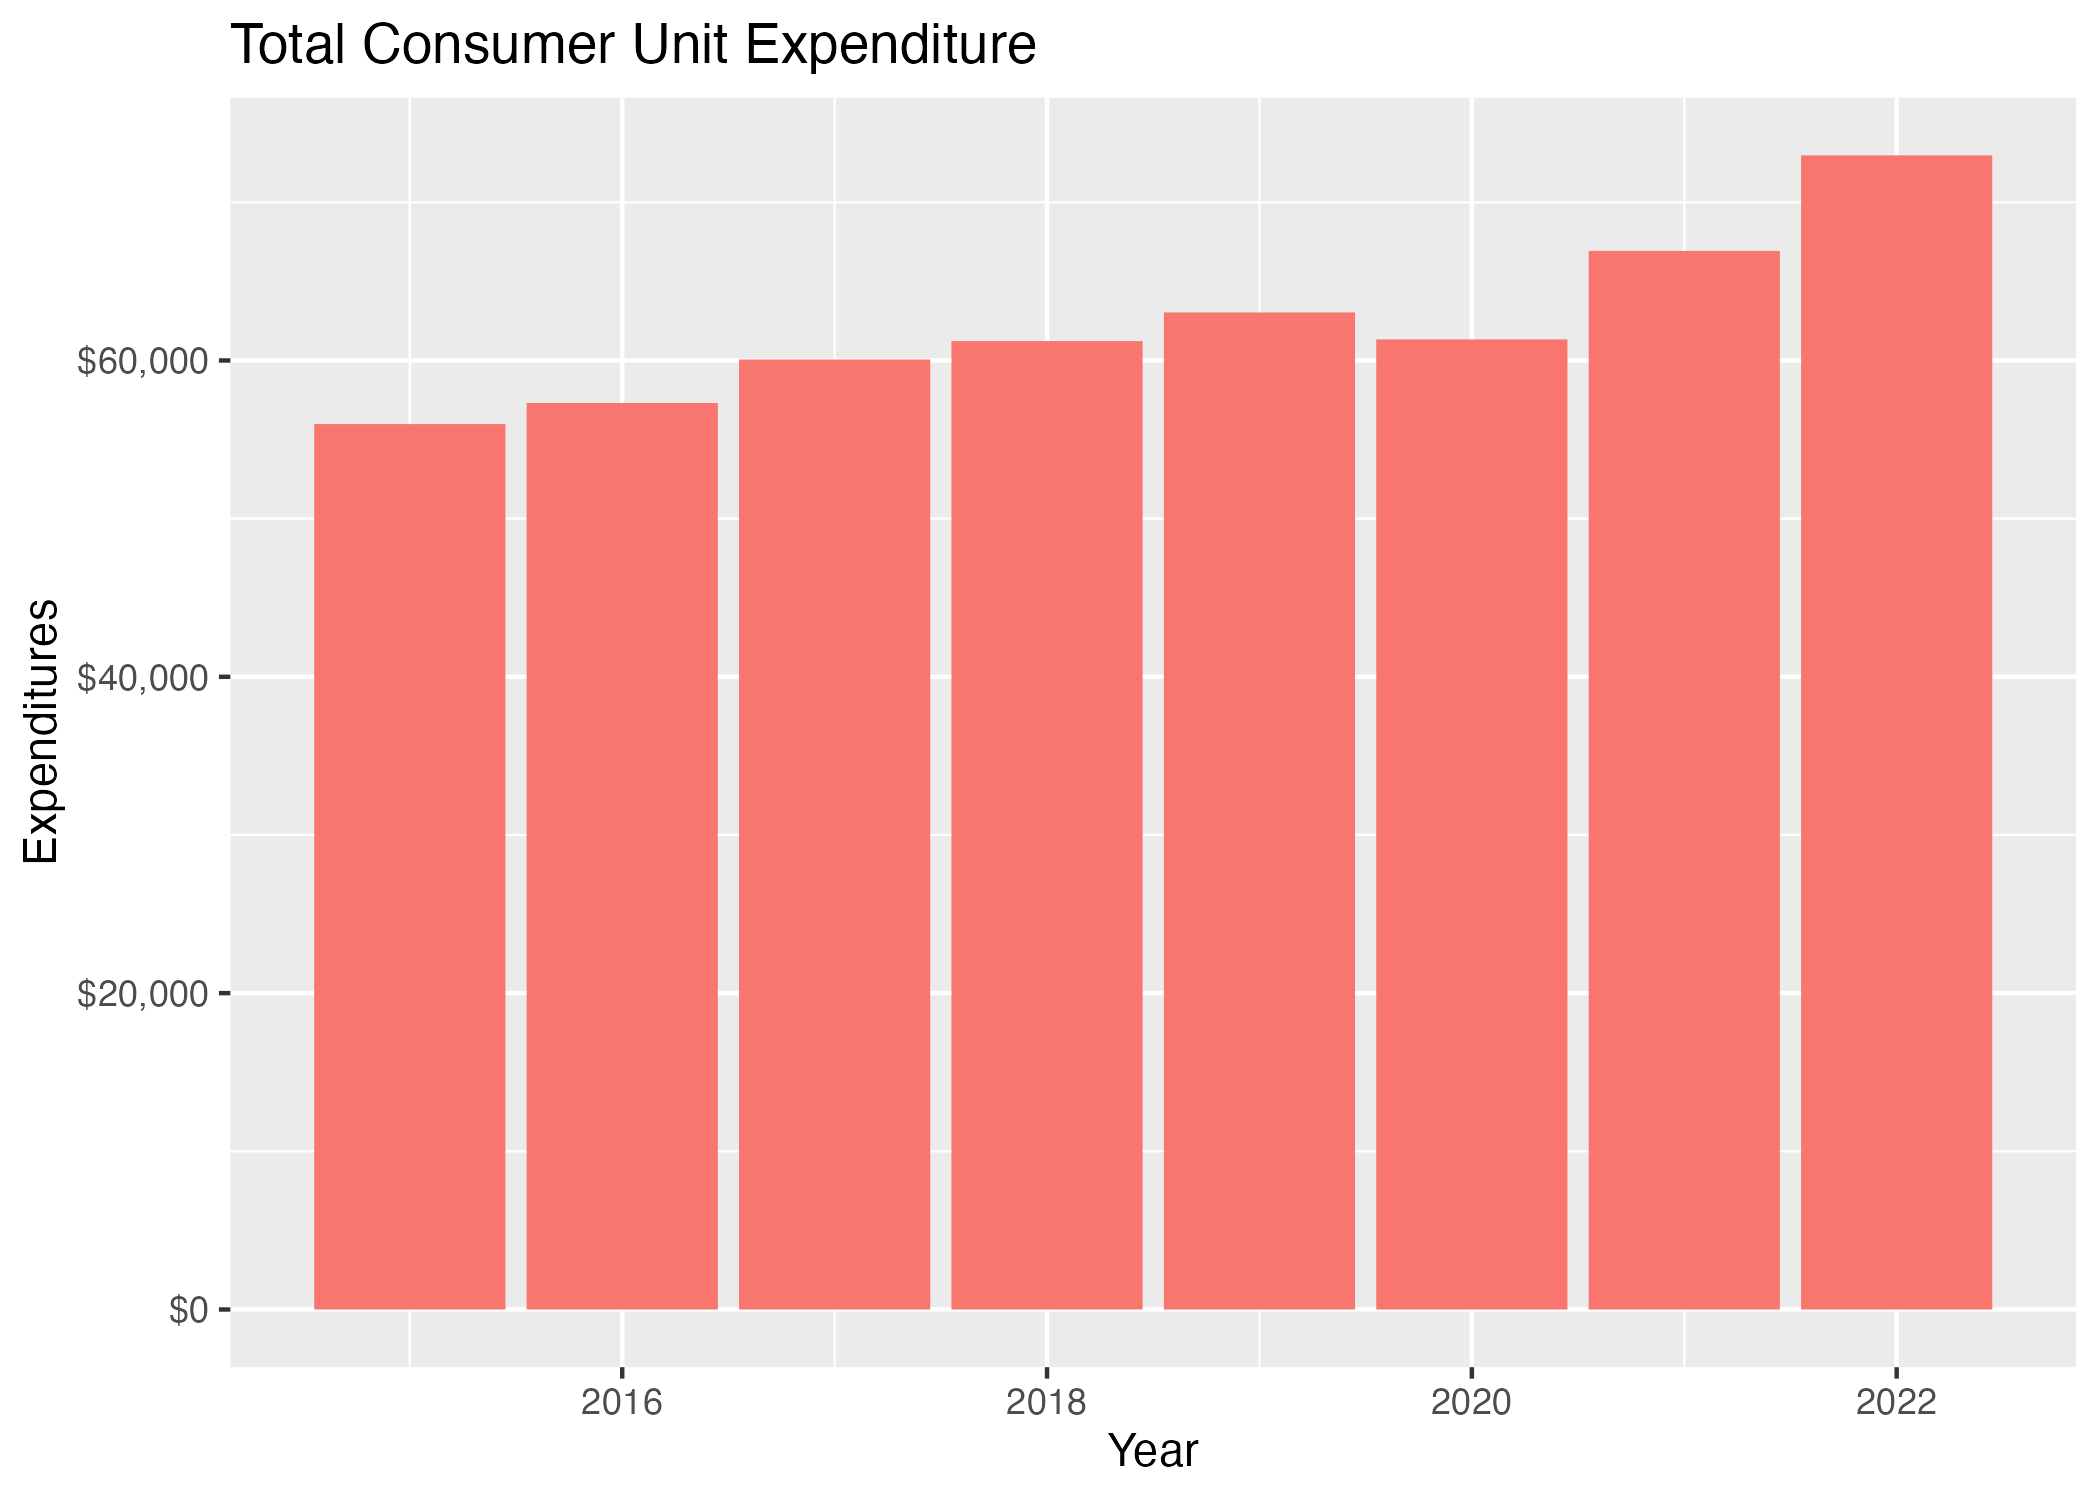 Total Consumer Unit Expenditure
Expenditures
$60,000
$40,000
$20,000
$0
2016 2018 2020 2022
Year